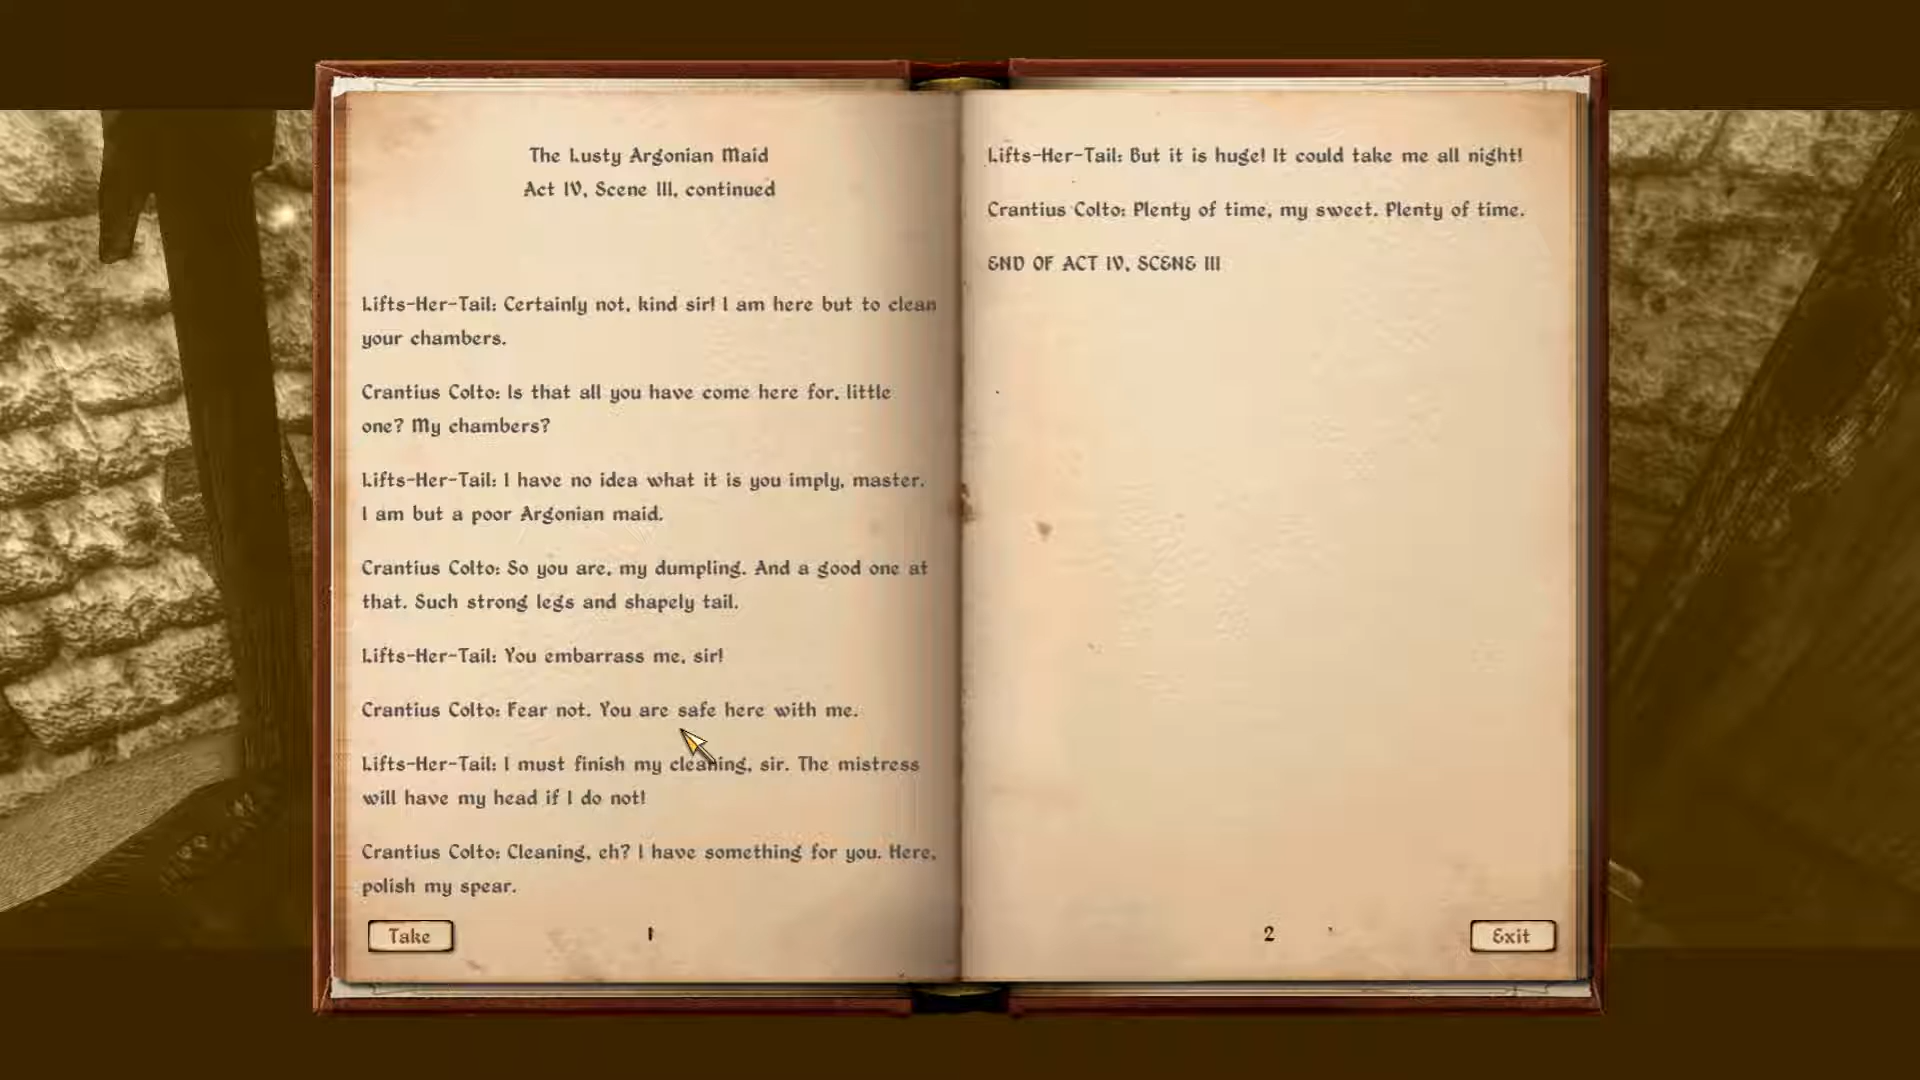 The Lusty Argonian Maid
Act IV, Scene III, continued
Lifts-Her-Tail: Certainly not, kind sir! I am here but to clean
your chambers.
Crantius Colto: Is that all you have come here for, little
one? My chambers?
Lifts-Her-Tail: I have no idea what it is you imply, master.
I am but a poor Argonian maid.
Crantius Colto: So you are, my dumpling. And a good one at
that. Such strong legs and shapely tail.
Lifts-Her-Tail: You embarrass me, sir!
Crantius Colto: Fear not. You are safe here with me.
Lifts-Her-Tail: I must finish my cleaning, sir. The mistress
will have my head if I do not!
Crantius Colto: Cleaning, eh? I have something for you. Here,
polish my spear.
Take
1
Lifts-Her-Tail: But it is huge! It could take me all night!
Crantius Colto: Plenty of time, my sweet. Plenty of time.
END OF ACT IV, SCENE III
2
Exit